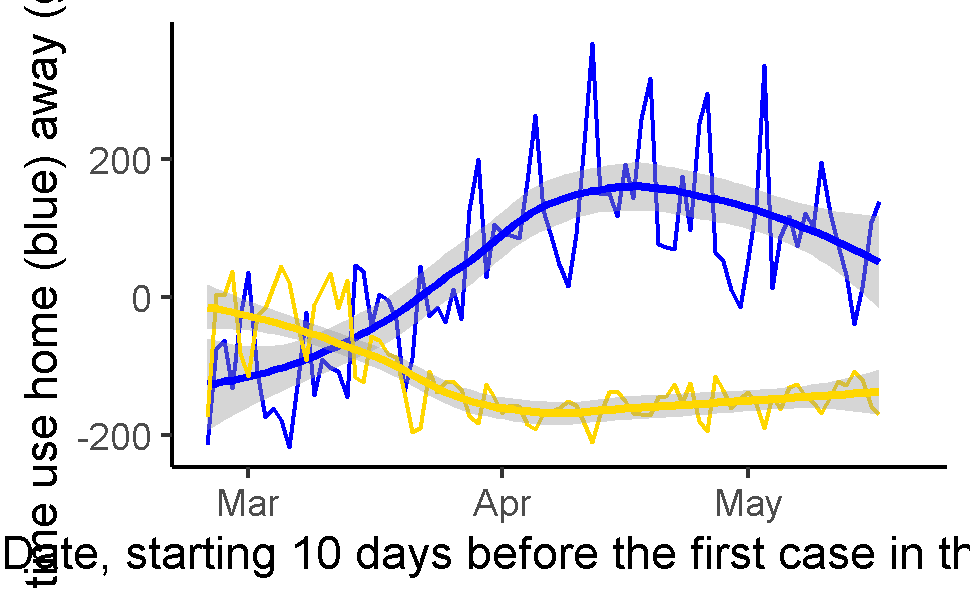 time use home (blue) away (
200
0
-200
Mar
Apr
May
Date, starting 10 days before the first case in th